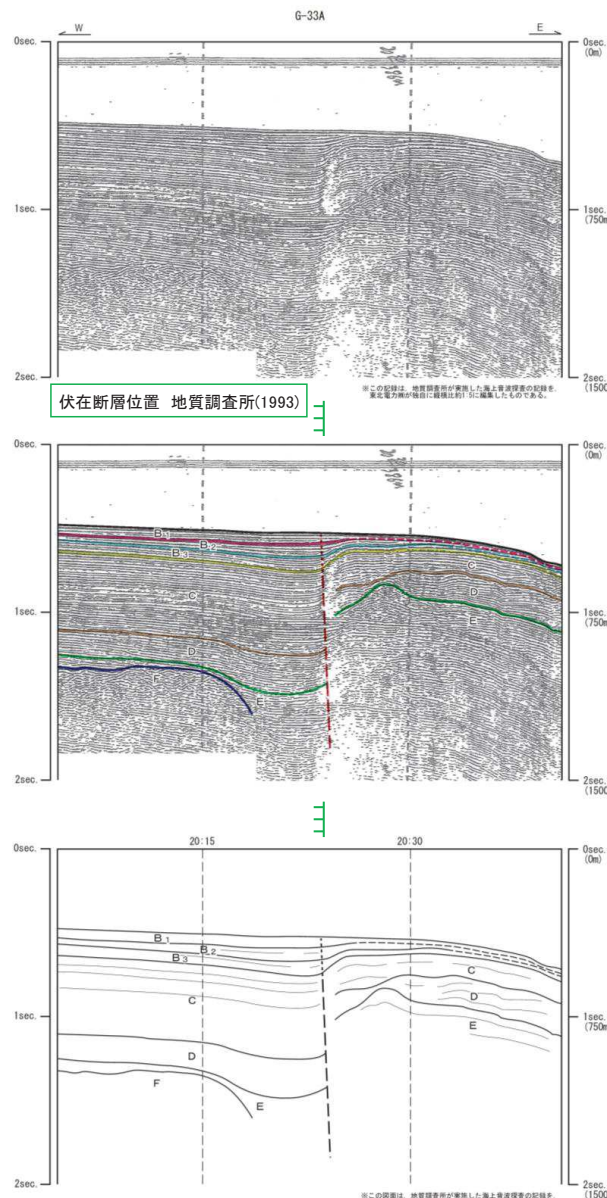 G-33A
W
E
0sec.
0sec.
(0m)
1sec.
1sec.
(750m
2sec.
2sec.
(1500
※この記録は、地質調査所が実施した海上音波探査の記録を、
東北電力㈱が独自に縦横比約1:5に編集したものである。
伏在断層位置 地質調査所(1993)
0sec.
0sec.
(0m)
B1
B2
B3
C
C
D
1sec.
1sec.
(750m
E
D
F
E
2sec.
2sec.
(1500
20:15
20:30
0sec.
0sec.
(0m)
B1
B2
B3
C
C
D
1sec.
1sec.
(750m
E
D
F
E
2sec.
2sec.
(1500
※この図面は、地質調査所が実施した海上音波探査の記録を、